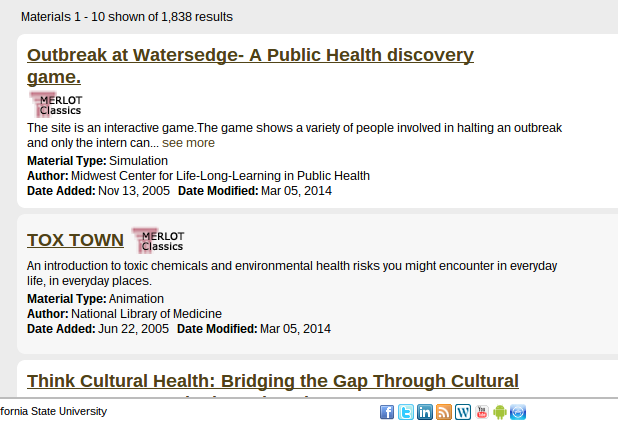 Materials 1 - 10 shown of 1,838 results
Outbreak at Watersedge- A Public Health discovery
game.
MERLOT
Classics
The site is an interactive game.The game shows a variety of people involved in halting an outbreak
and only the intern can... see more
Material Type: Simulation
Author: Midwest Center for Life-Long-Learning in Public Health
Date Added: Nov 13, 2005 Date Modified: Mar 05, 2014
TOX TOWN MERLOT
Classics
An introduction to toxic chemicals and environmental health risks you might encounter in everyday
life, in everyday places.
Material Type: Animation
Author: National Library of Medicine
Date Added: Jun 22, 2005 Date Modified: Mar 05, 2014
Think Cultural Health: Bridging the Gap Through Cultural
fornia State University